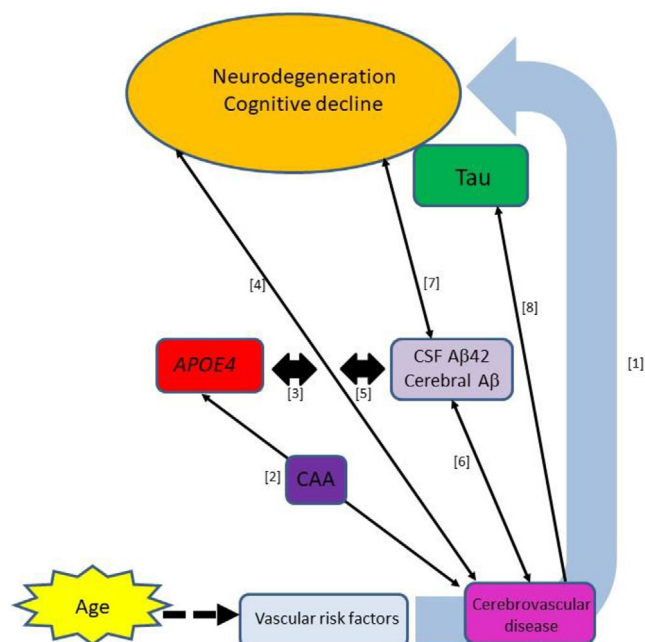 Neurodegeneration
Cognitive decline
Tau
[4]
[7]
[8]
[1]
APOE4
[3]
[5]
CSF Aβ42
Cerebral Aβ
[6]
[2]
CAA
Age
Vascular risk factors
Cerebrovascular
disease